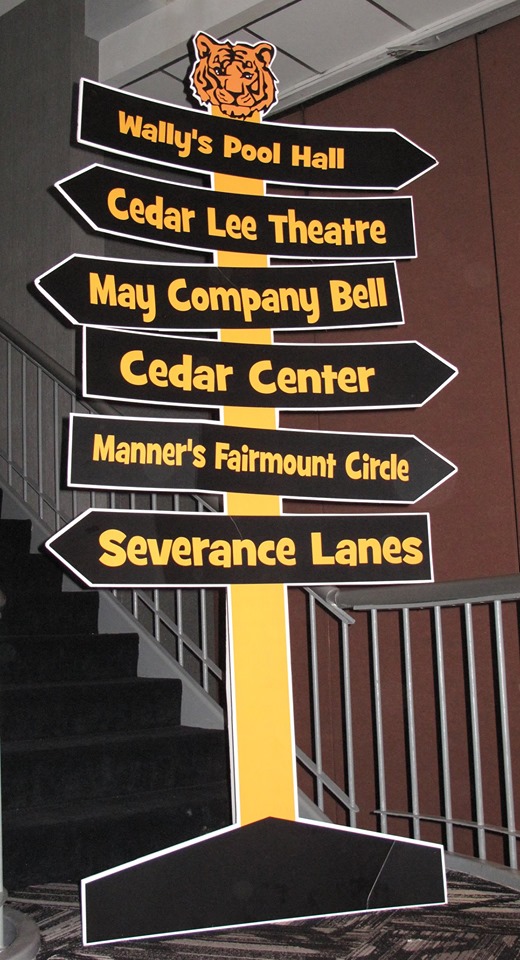 Wally's Pool Hall
Cedar Lee Theatre
May Company Bell
Cedar Center
Manner's Fairmount Circle
Severance Lanes